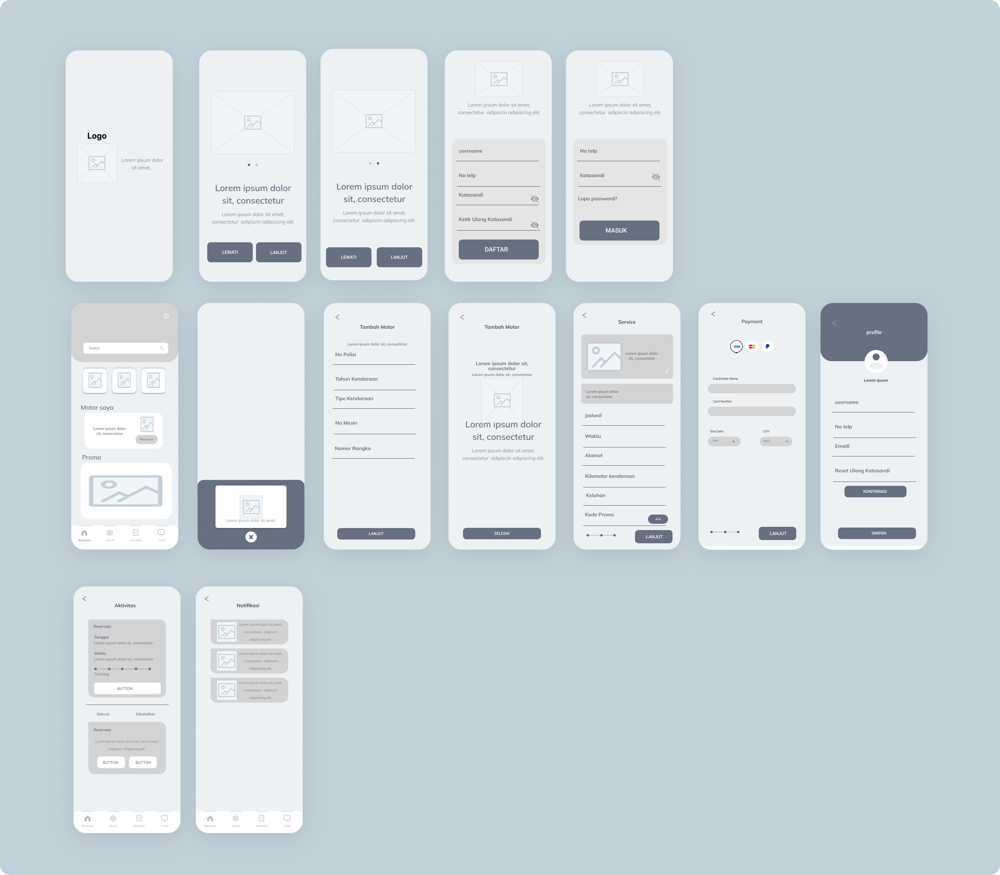 Logo
Lorem ipsum dolor
sit amet, .
Lorem ipsum dolor
sit, consectetur
Lorem ipsum dolor sit amet,
consectetur  adipiscin adipiscing elit.
LEWATI
LANJUT
Lorem ipsum dolor
sit, consectetur
Lorem ipsum dolor sit amet,
consectetur  adipiscin adipiscing elit.
LEWATI
LANJUT
Lorem ipsum dolor sit amet,
consectetur  adipiscin adipiscing elit.
username
No telp
Katasandi
Ketik Ulang Katasandi
DAFTAR
Lorem ipsum dolor sit amet,
consectetur  adipiscin adipiscing elit.
No telp
Katasandi
Lupa password?
MASUK
Search
Motor saya
Lorem ipsum dolor
sit, consectetur
Reservasi
Promo
Beranda
Servis
Aktivitas
Chat
Lorem ipsum dolor sit amet,
Tambah Motor
Lorem ipsum dolor sit, consectetur
No Polisi
Tahun Kendaraan
Tipe Kendaraan
No Mesin
Nomor Rangka
LANJUT
Tambah Motor
Lorem ipsum dolor sit,
consectetur
Lorem ipsum dolor sit, consectetur
Lorem ipsum dolor
sit, consectetur
Lorem ipsum dolor sit amet,
consectetur  adipiscin adipiscing elit.
SELESAI
Service
Lorem ipsum dolor
sit, consectetur
Lorem ipsum dolor
sit, consectetur
Jadwal
Waktu
Alamat
Kilometer kendaraan
Keluhan
Kode Promo
KLIK
LANJUT
Payment
VISA
Cardholder Name
Card Number
End Date
CVV
mm
yyyy
LANJUT
profile
Lorem ipsum
username
No telp
Emaill
Reset Ulang Katasandi
KONFIRMASI
SIMPAN
Aktivitas
Reservasi
Tanggal
Lorem ipsum dolor sit, consectetur
Waktu
Lorem ipsum dolor sit, consectetur
Tracking
BUTTON
Selesai
Dibatalkan
Reservasi
Lorem ipsum dolor sit amet, consectetur
adipiscin adipiscing elit.
BUTTON
BUTTON
Beranda
Servis
Aktivitas
Chat
Notifikasi
Lorem ipsum dolor sit amet,
consectetur  adipiscin
adipiscing elit.
Lorem ipsum dolor sit amet,
consectetur  adipiscin
adipiscing elit.
Lorem ipsum dolor sit amet,
consectetur  adipiscin
adipiscing elit.
Beranda
Servis
Aktivitas
Chat